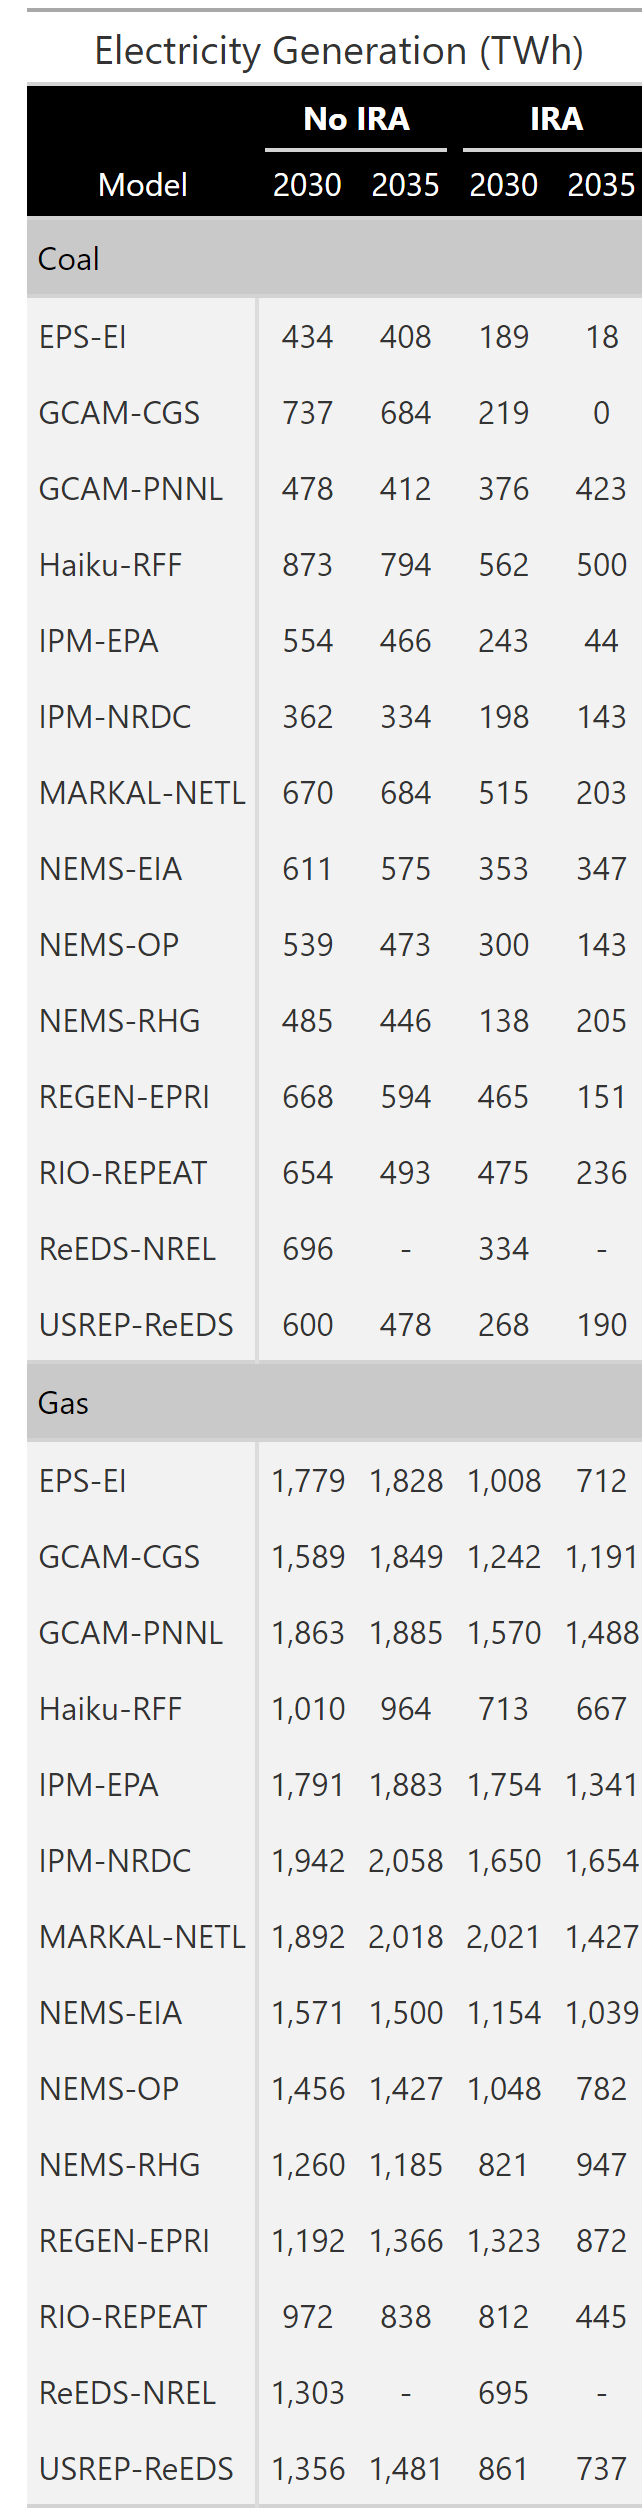 Electricity Generation (TWh)
No IRA IRA
Model 2030 2035 2030 2035
Coal
EPS-EI 434 408 189 18
GCAM-CGS 737 684 219 0
GCAM-PNNL 478 412 376 423
Haiku-RFF 873 794 562 500
IPM-EPA 554 466 243 44
IPM-NRDC 362 334 198 143
MARKAL-NETL 670 684 515 203
NEMS-EIA 611 575 353 347
NEMS-OP 539 473 300 143
NEMS-RHG 485 446 138 205
REGEN-EPRI 668 594 465 151
RIO-REPEAT 654 493 475 236
ReEDS-NREL 696 - 334 -
USREP-ReEDS 600 478 268 190
Gas
EPS-EI 1,779 1,828 1,008 712
GCAM-CGS 1,589 1,849 1,242 1,191
GCAM-PNNL 1,863 1,885 1,570 1,488
Haiku-RFF 1,010 964 713 667
IPM-EPA 1,791 1,883 1,754 1,341
IPM-NRDC 1,942 2,058 1,650 1,654
MARKAL-NETL 1,892 2,018 2,021 1,427
NEMS-EIA 1,571 1,500 1,154 1,039
NEMS-OP 1,456 1,427 1,048 782
NEMS-RHG 1,260 1,185 821 947
REGEN-EPRI 1,192 1,366 1,323 872
RIO-REPEAT 972 838 812 445
ReEDS-NREL 1,303 - 695 -
USREP-ReEDS 1,356 1,481 861 737